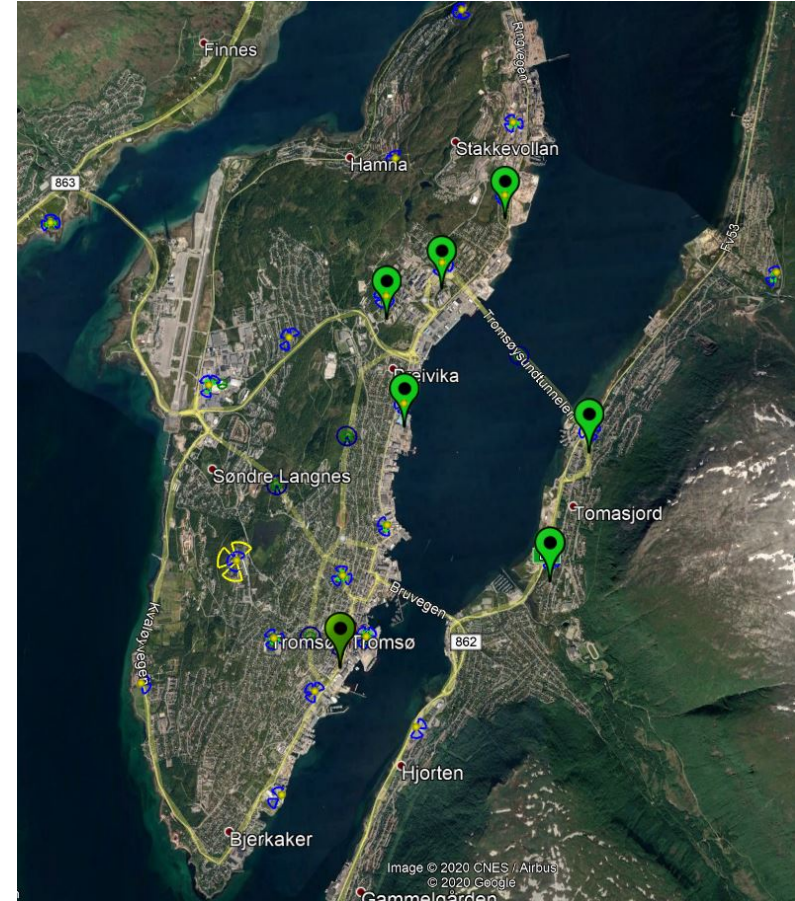 Finnes
Ringvegen
Stakkevollan
Hamna
863
Fv53
Tromsøysundtunnelen
Breivika
Søndre Langnes
Tomasjord
Bruvegen
Kvaløyvegen
862
Tromsø
Tromsø
Hjorten
Bjerkaker
Image © 2020 CNES / Airbus
© 2020 Google
Gammelgården